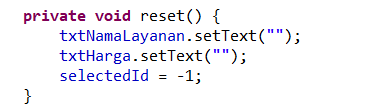 private void reset() {
    txtNamaLayanan.setText("");
    txtHarga.setText("");
    selectedId = -1;
}